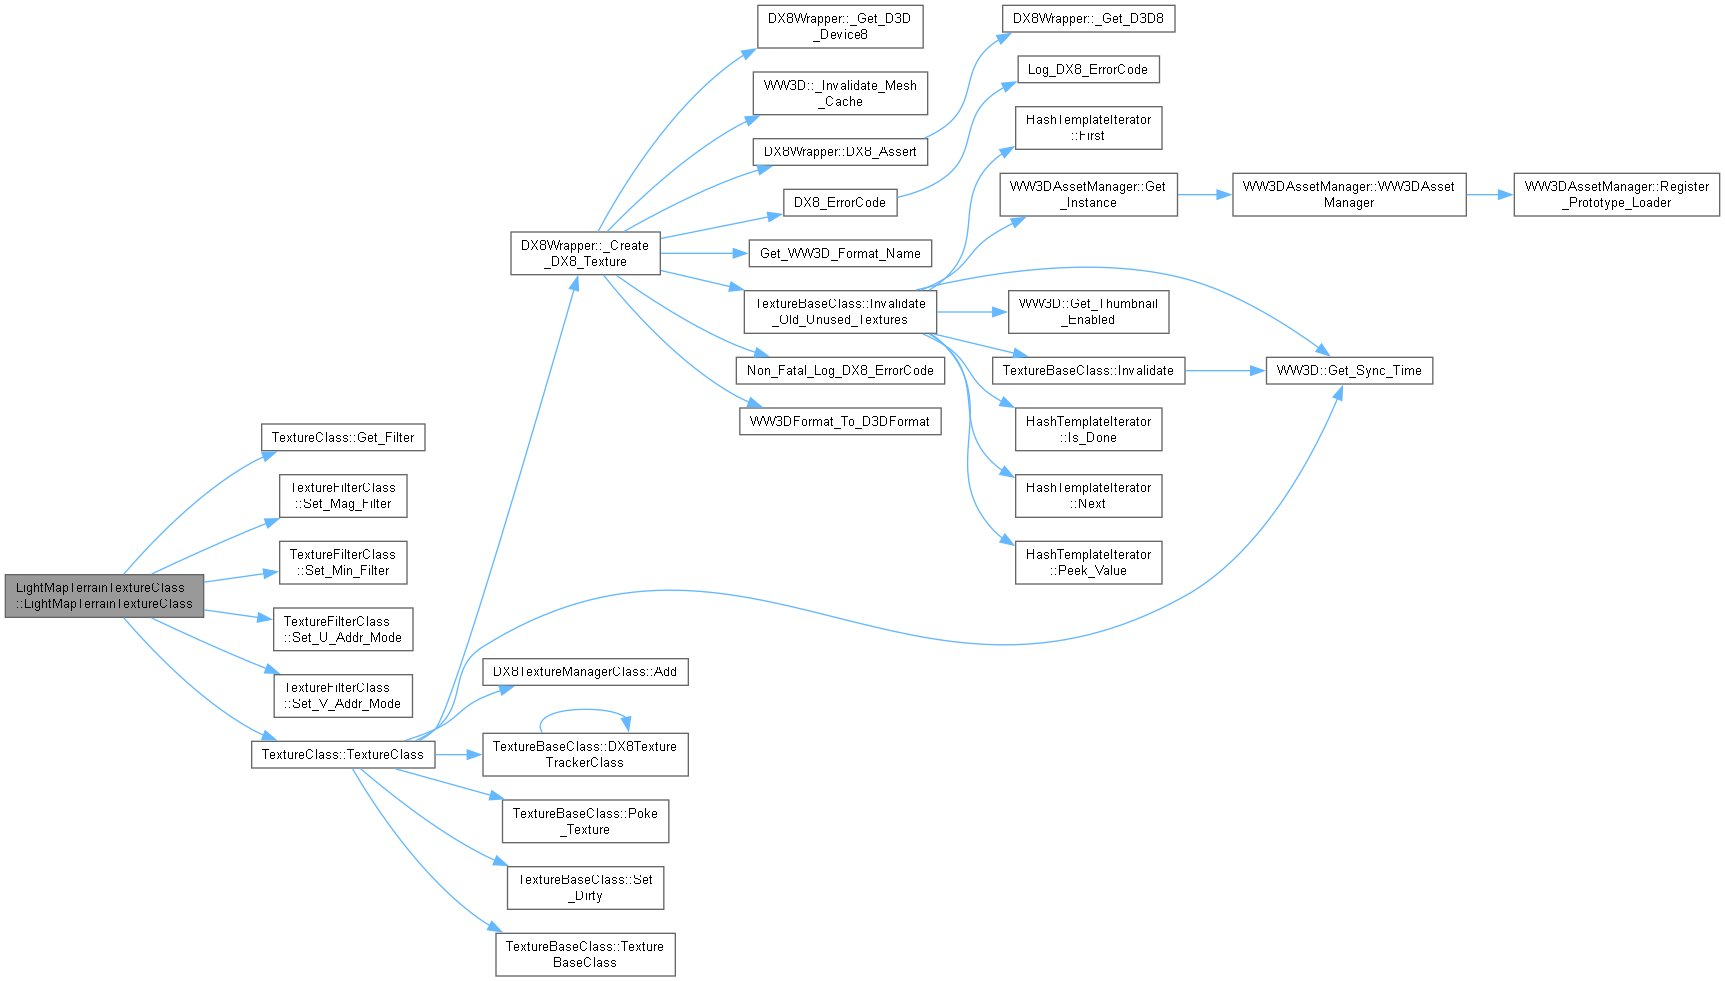 DX8Wrapper::_Get_D3D
_Device8
DX8Wrapper::_Get_D3D8
WW3D::_Invalidate_Mesh
_Cache
Log_DX8_ErrorCode
HashTemplateIterator
::First
DX8Wrapper::DX8_Assert
WW3DAssetManager::Get
_Instance
WW3DAssetManager::WW3DAsset
Manager
WW3DAssetManager::Register
_Prototype_Loader
DX8_ErrorCode
DX8Wrapper::_Create
_DX8_Texture
Get_WW3D_Format_Name
TextureBaseClass::Invalidate
_Old_Unused_Textures
WW3D::Get_Thumbnail
_Enabled
Non_Fatal_Log_DX8_ErrorCode
TextureBaseClass::Invalidate
WW3D::Get_Sync_Time
WW3DFormat_To_D3DFormat
HashTemplateIterator
::Is_Done
TextureClass::Get_Filter
HashTemplateIterator
::Next
TextureFilterClass
::Set_Mag_Filter
HashTemplateIterator
::Peek_Value
TextureFilterClass
::Set_Min_Filter
LightMapTerrainTextureClass
::LightMapTerrainTextureClass
TextureFilterClass
::Set_U_Addr_Mode
TextureFilterClass
::Set_V_Addr_Mode
DX8TextureManagerClass::Add
TextureClass::TextureClass
TextureBaseClass::DX8Texture
TrackerClass
TextureBaseClass::Poke
_Texture
TextureBaseClass::Set
_Dirty
TextureBaseClass::Texture
BaseClass